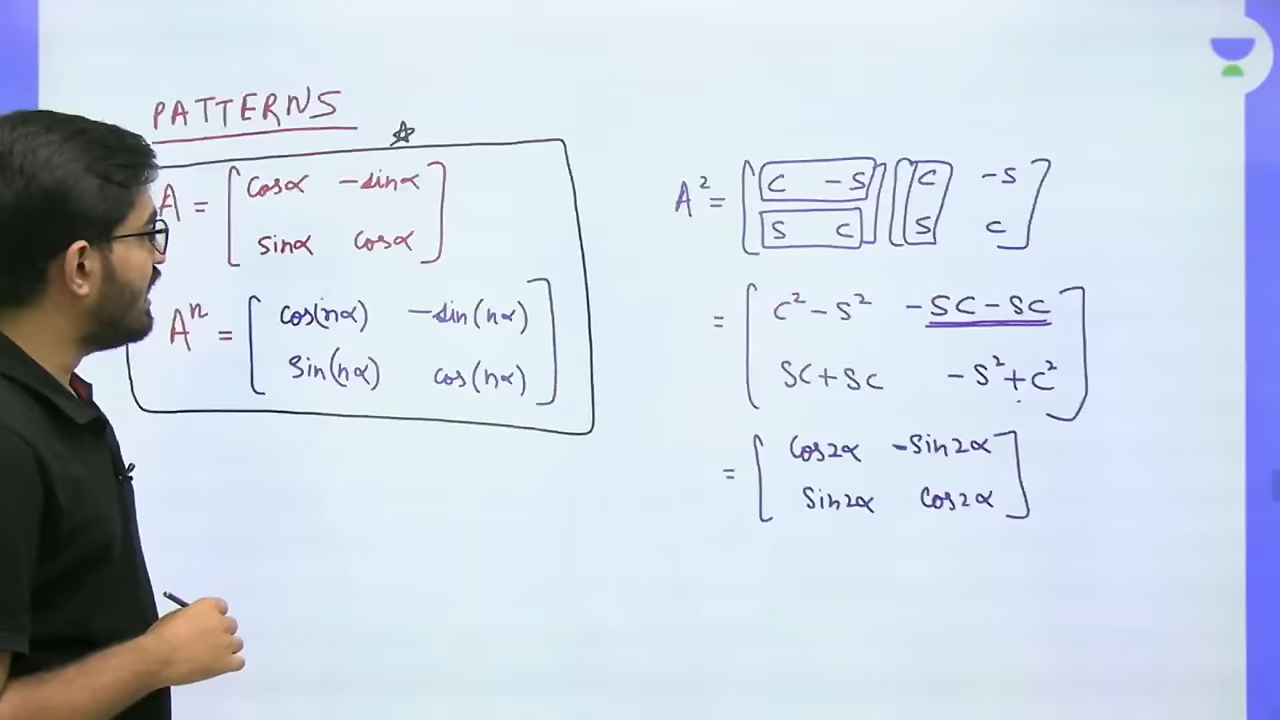 PATTERNS
A = [ cosα -sinα
sinα cosα ]
Aⁿ = [ cos(nα) -sin(nα)
sin(nα) cos(nα) ]
A² = [ C -S ] [ C -S
S C ] [ S C ]
= [ C² - S² -SC - SC
SC + SC -S² + C² ]
= [ Cos2α -Sin2α
Sin2α Cos2α ]